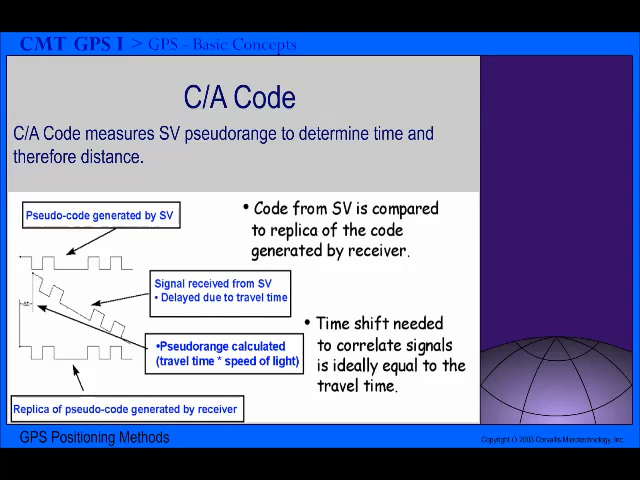 CMT GPS I > GPS - Basic Concepts
C/A Code
C/A Code measures SV pseudorange to determine time and
therefore distance.
Pseudo-code generated by SV
Signal received from SV
• Delayed due to travel time
•Pseudorange calculated
(travel time * speed of light)
Replica of pseudo-code generated by receiver
• Code from SV is compared
to replica of the code
generated by receiver.
• Time shift needed
to correlate signals
is ideally equal to the
travel time.
GPS Positioning Methods
Copyright © 2003 Corvallis Microtechnology, Inc.